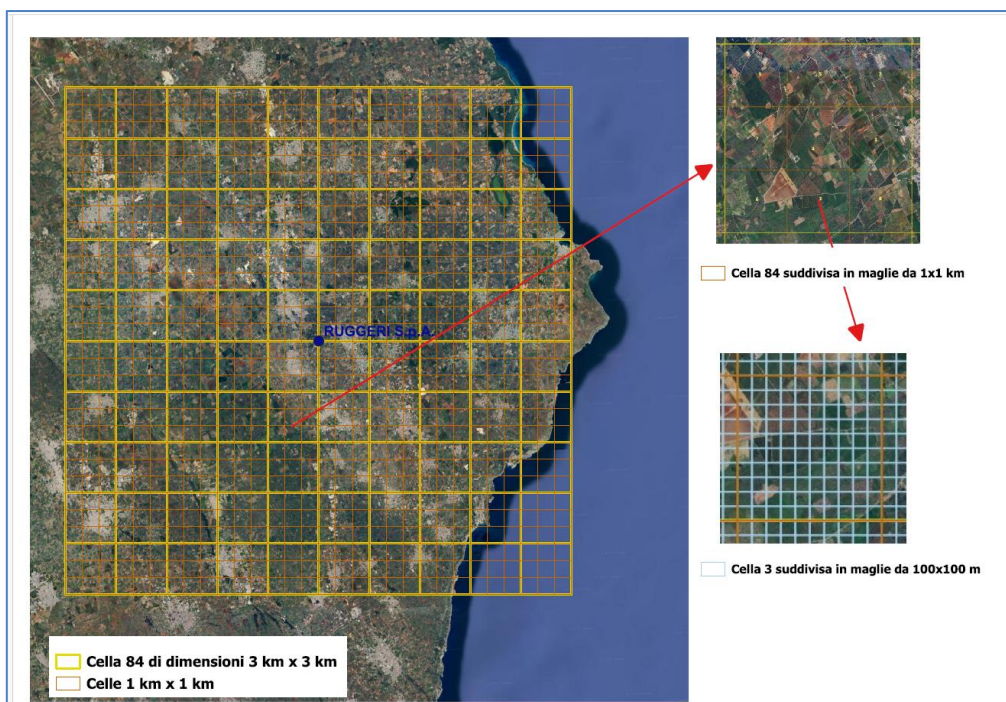 RUGGERI S.p.A.
Cella 84 suddivisa in maglie da 1x1 km
Cella 3 suddivisa in maglie da 100x100 m
Cella 84 di dimensioni 3 km x 3 km
Celle 1 km x 1 km